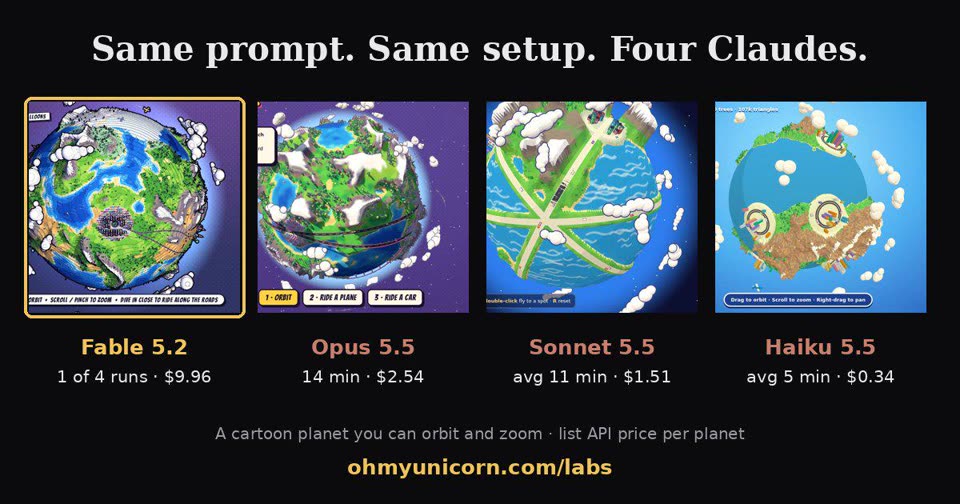 Same prompt. Same setup. Four Claudes.
LLOONS
ORBIT • SCROLL / PINCH TO ZOOM • DIVE IN CLOSE TO RIDE ALONG THE ROADS
1 · ORBIT
2 · RIDE A PLANE
3 · RIDE A CAR
double-click fly to a spot · R reset
trees · 107k triangles
Drag to orbit · Scroll to zoom · Right-drag to pan
Fable 5.2
1 of 4 runs · $9.96
Opus 5.5
14 min · $2.54
Sonnet 5.5
avg 11 min · $1.51
Haiku 5.5
avg 5 min · $0.34
A cartoon planet you can orbit and zoom · list API price per planet
ohmyunicorn.com/labs